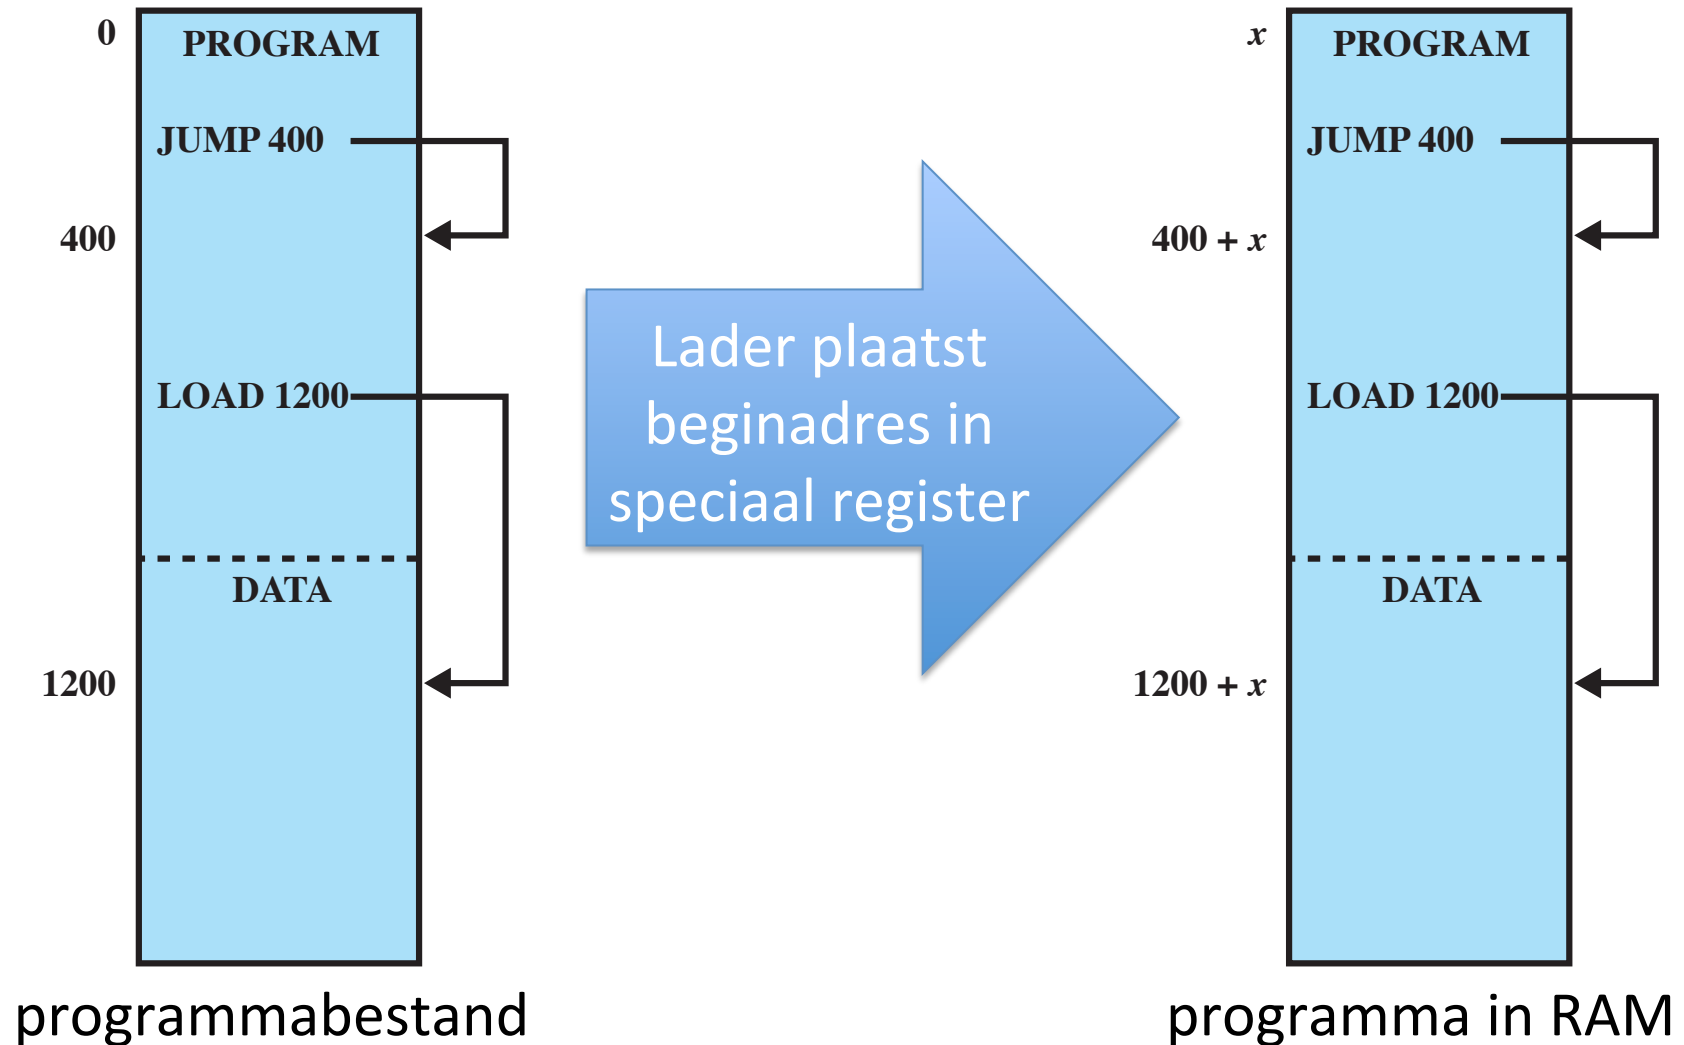 0
PROGRAM
JUMP 400
400
LOAD 1200
DATA
1200
programmabestand
Lader plaatst
beginadres in
speciaal register
x
PROGRAM
JUMP 400
400 + x
LOAD 1200
DATA
1200 + x
programma in RAM